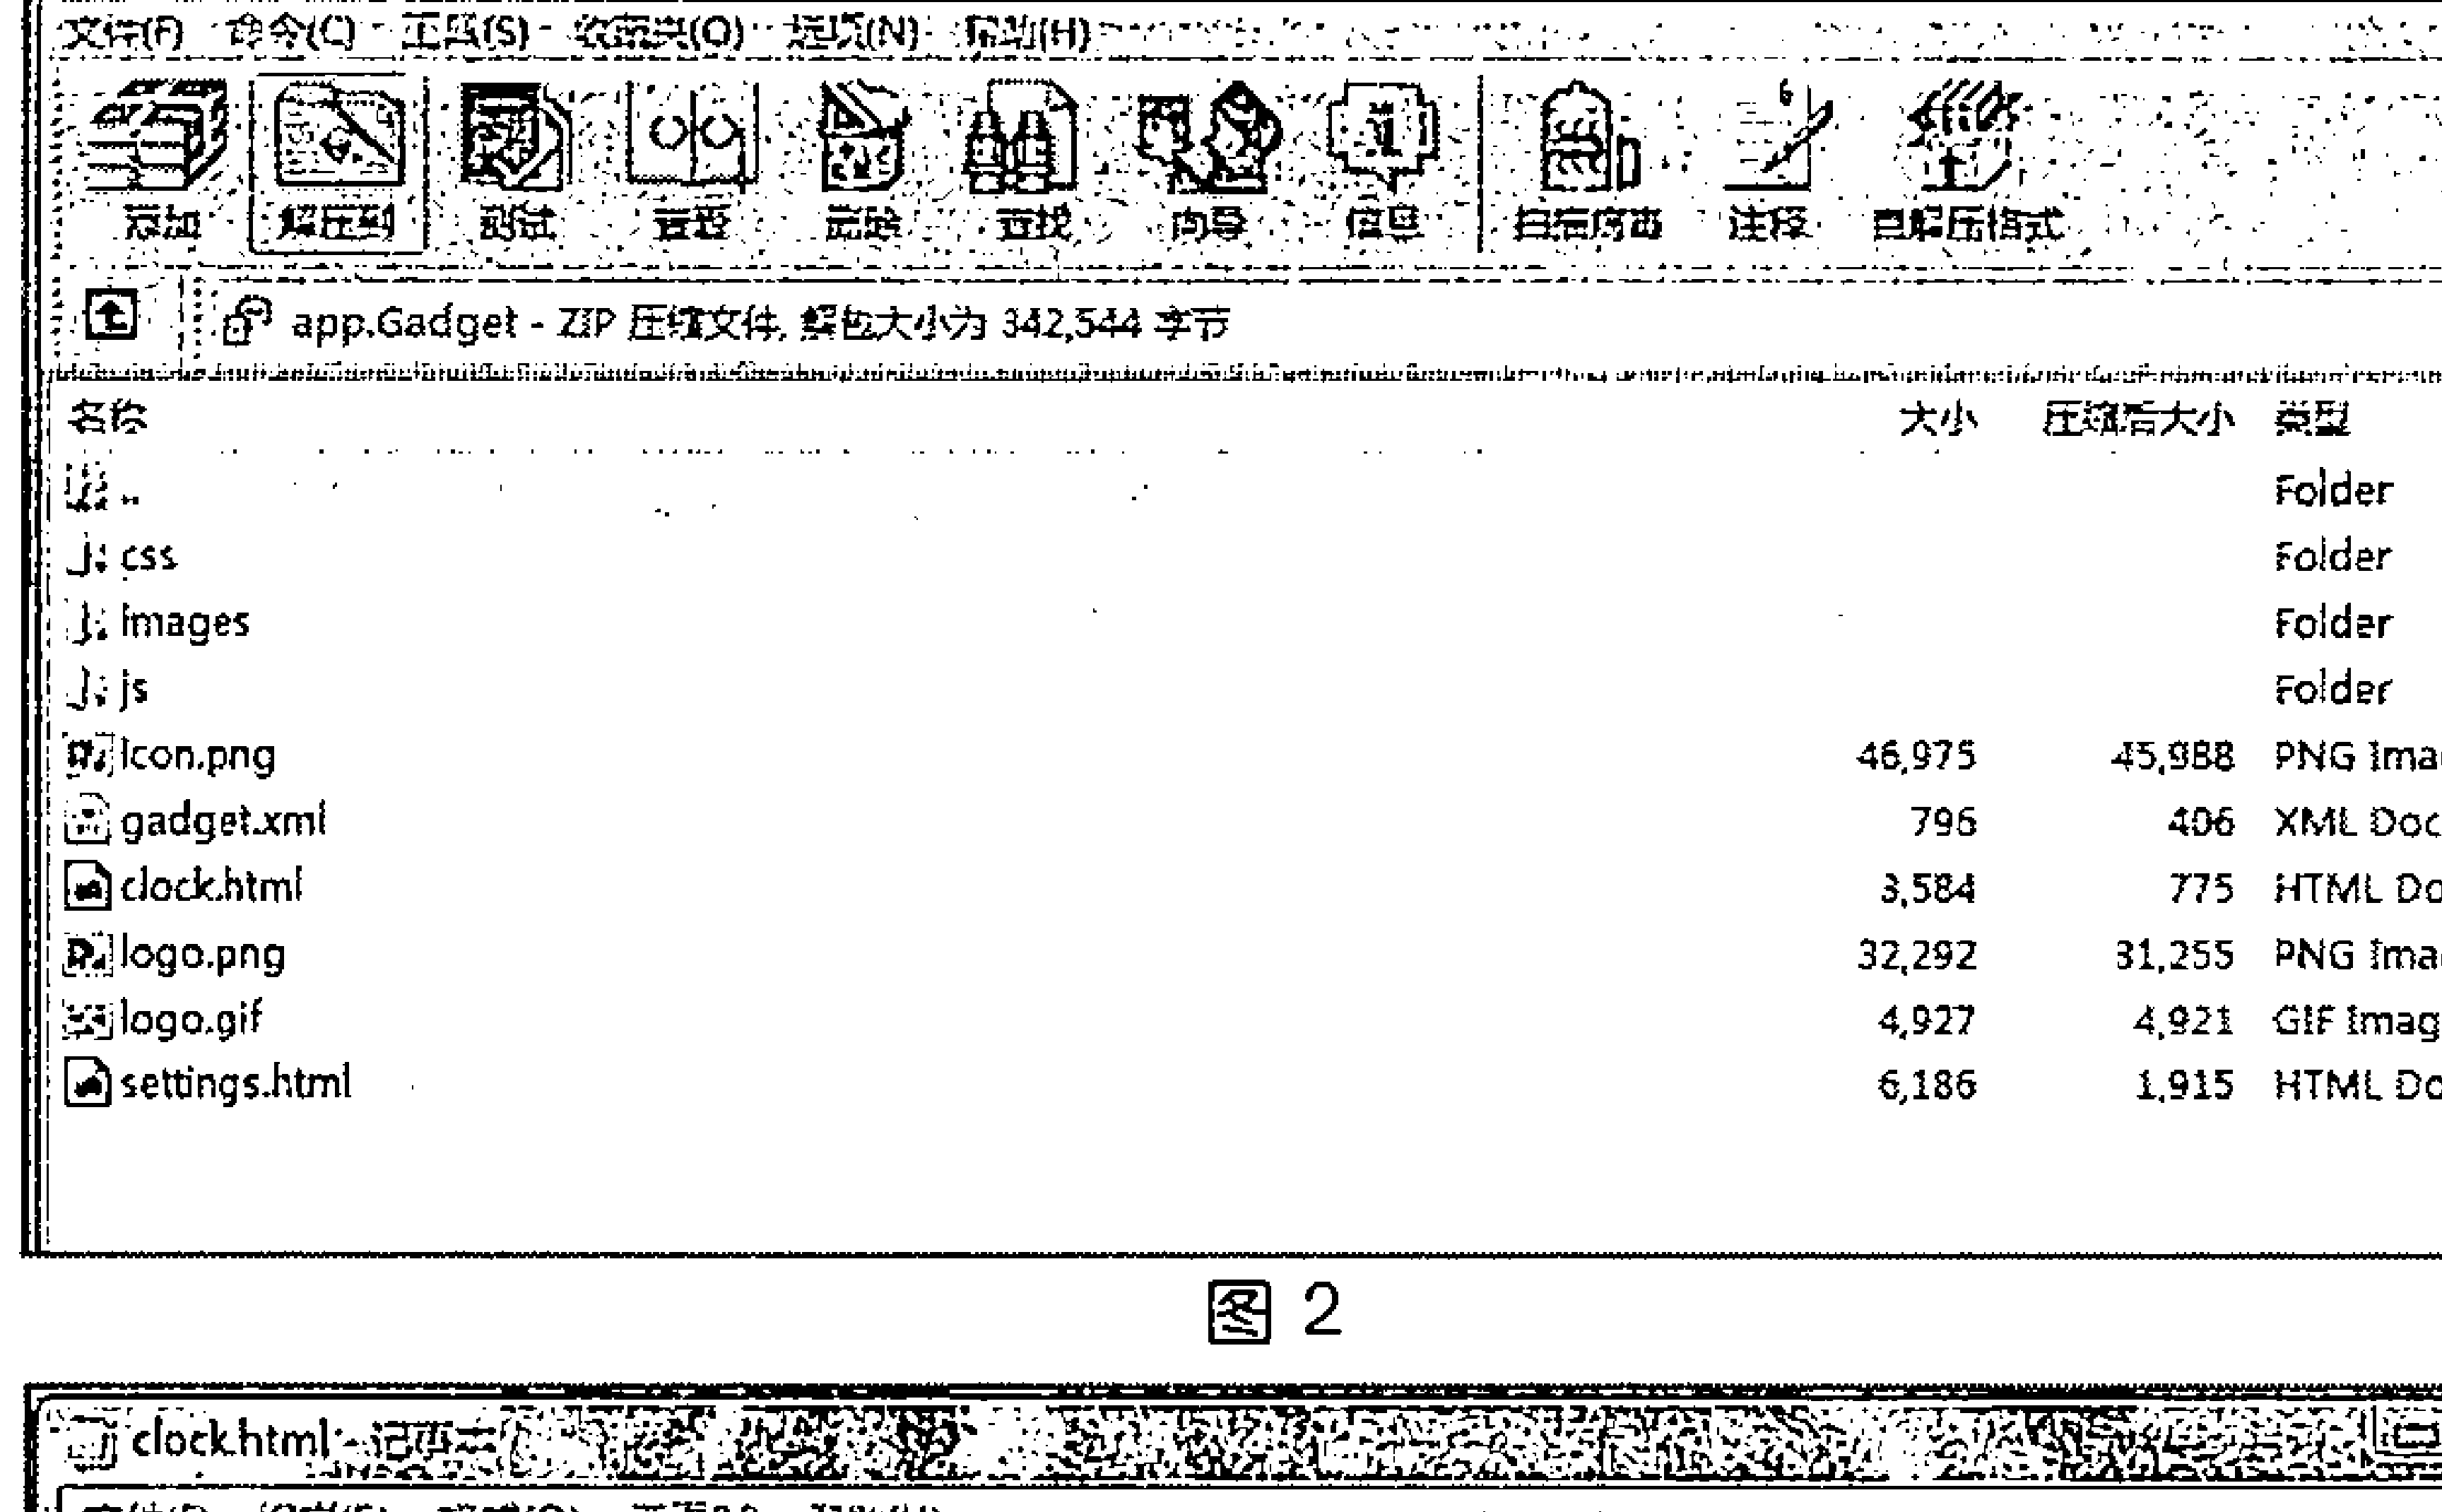 文件(F) 命令(C) 工具(S) 收藏夹(O) 选项(N) 帮助(H)
添加 解压到 测试 查看 删除 查找 向导 信息 扫描病毒 注释 自解压格式
app.Gadget - ZIP 压缩文件, 解包大小为 342,544 字节
名称 大小 压缩后大小 类型
.. Folder
css Folder
images Folder
js Folder
icon.png 46,975 45,988 PNG Ima
gadget.xml 796 406 XML Doc
clock.html 3,584 775 HTML Do
logo.png 32,292 31,255 PNG Ima
logo.gif 4,927 4,921 GIF Imag
settings.html 6,186 1,915 HTML Do
图 2
clock.html - 记事